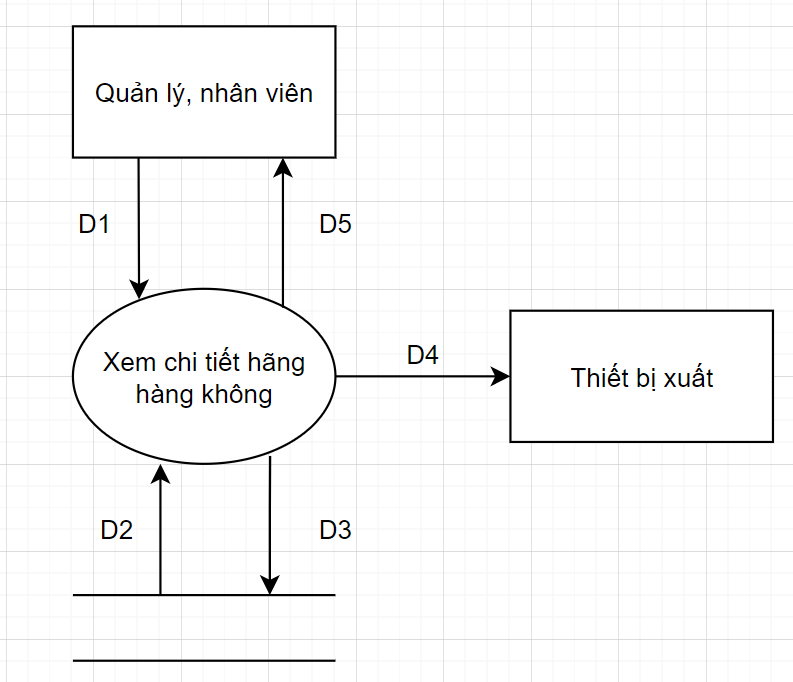 Quản lý, nhân viên
D1
D5
Xem chi tiết hãng
hàng không
D4
Thiết bị xuất
D2
D3